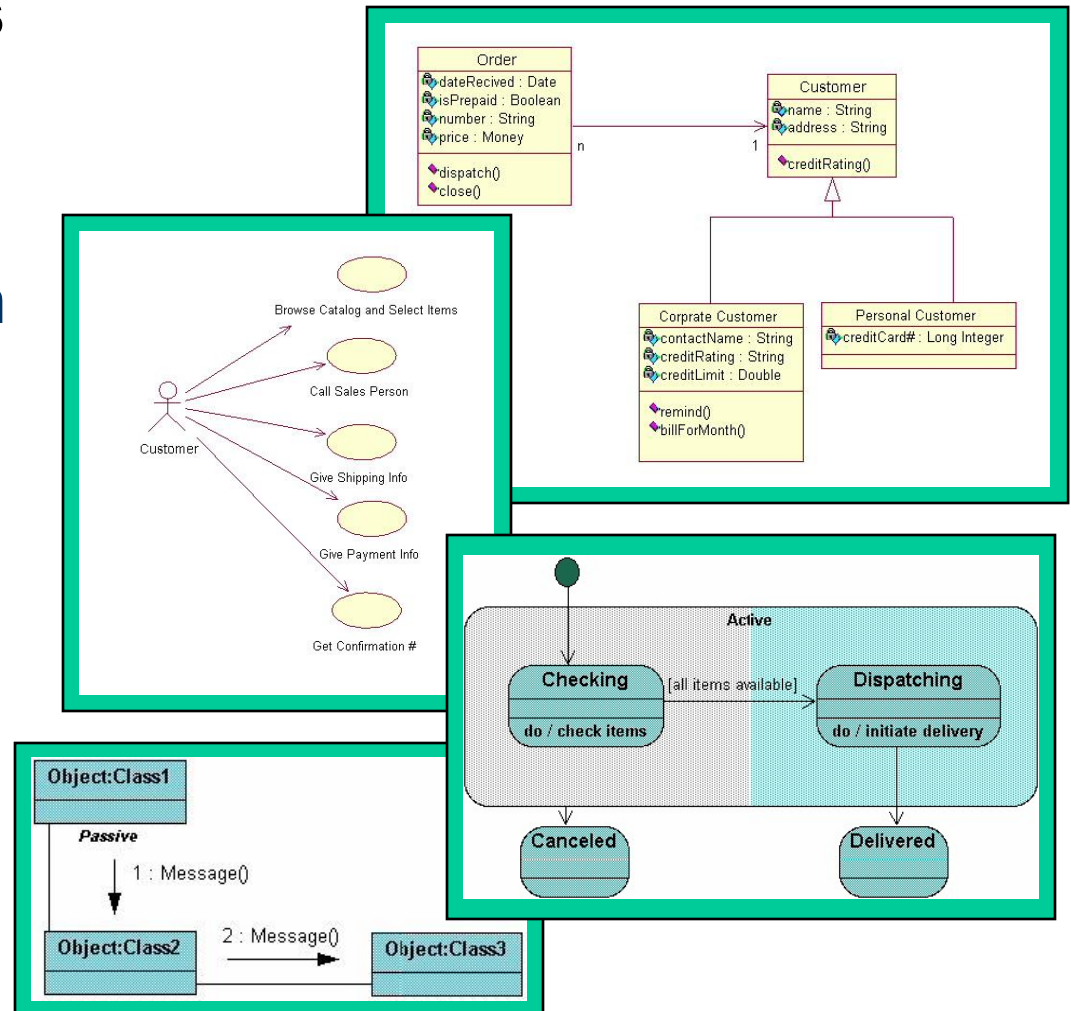 s
n
Order
dateRecived : Date
isPrepaid : Boolean
number : String
price : Money
dispatch()
close()
n
1
Customer
name : String
address : String
creditRating()
Corprate Customer
contactName : String
creditRating : String
creditLimit : Double
remind()
billForMonth()
Personal Customer
creditCard# : Long Integer
Customer
Browse Catalog and Select Items
Call Sales Person
Give Shipping Info
Give Payment Info
Get Confirmation #
Active
Checking
do / check items
[all items available]
Dispatching
do / initiate delivery
Canceled
Delivered
Object:Class1
Passive
1 : Message()
Object:Class2
2 : Message()
Object:Class3